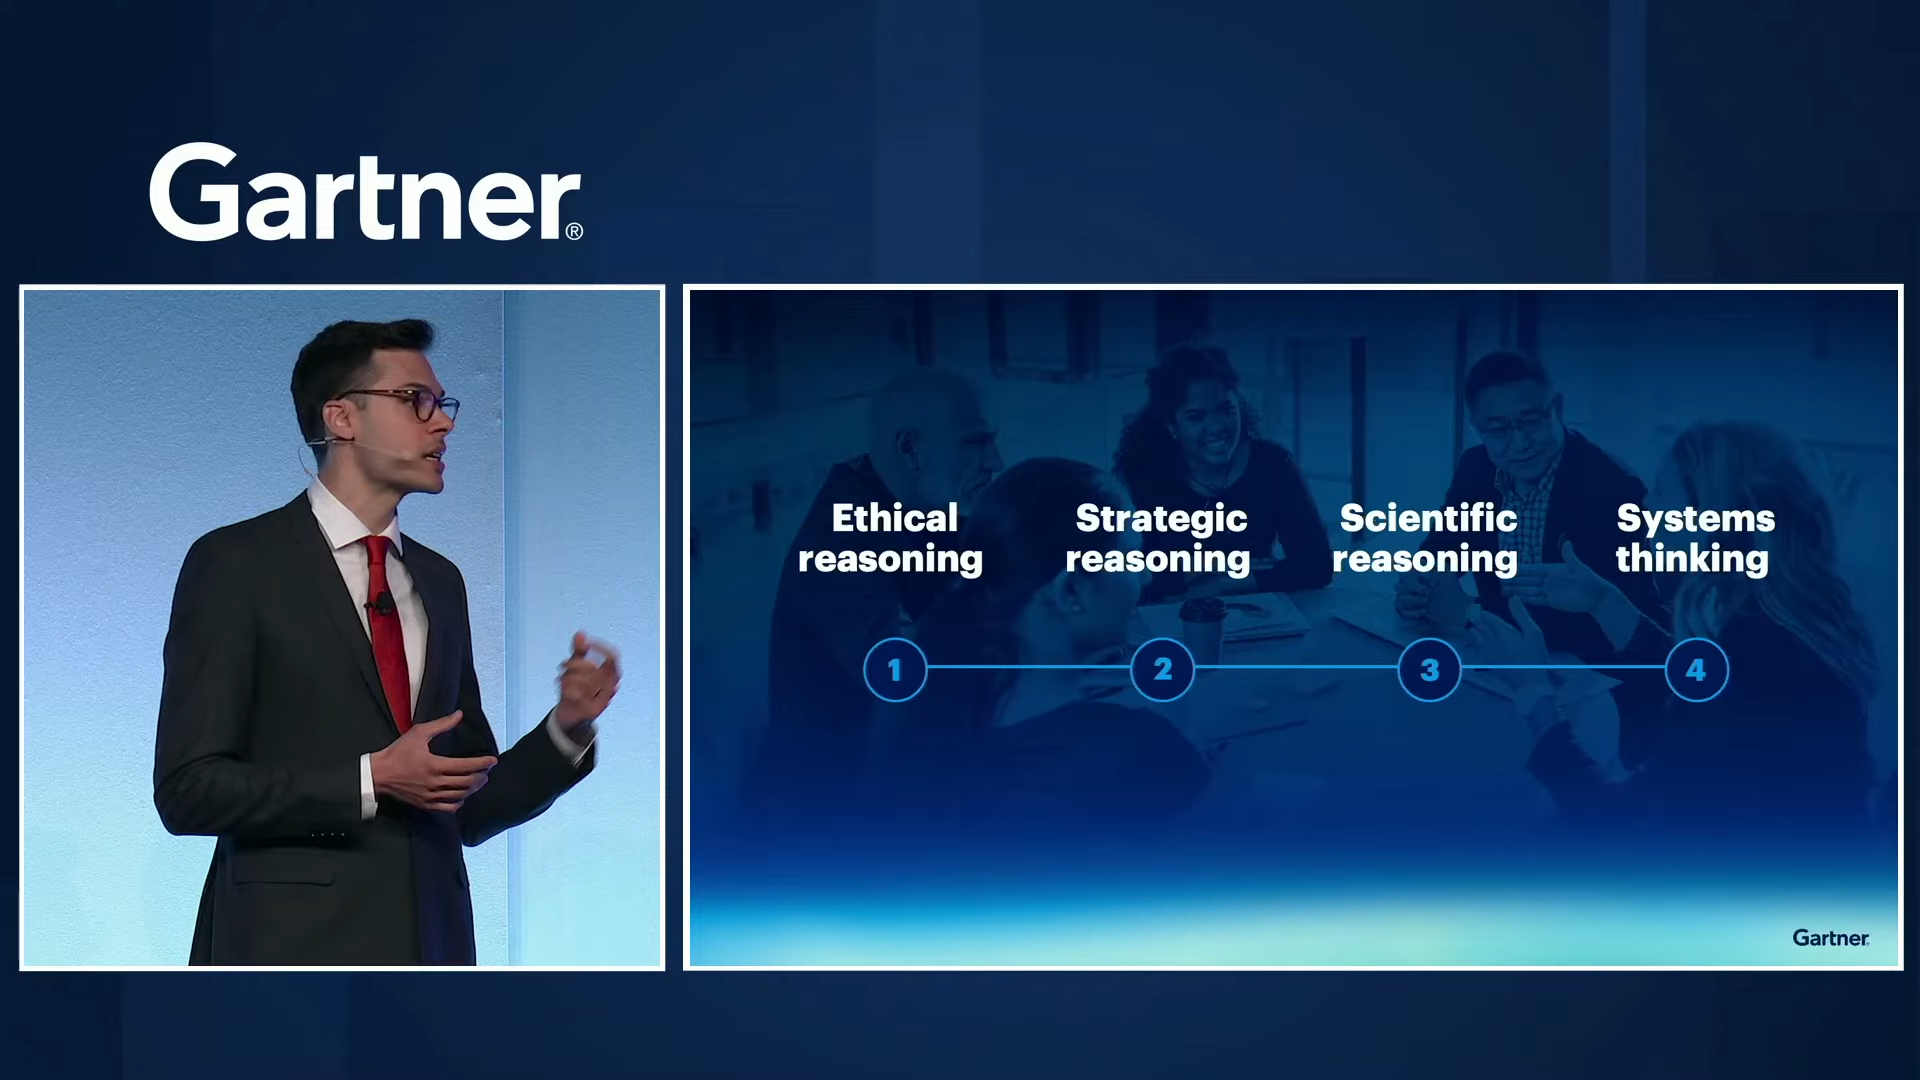 Gartner®
Ethical
reasoning
Strategic
reasoning
Scientific
reasoning
Systems
thinking
1
2
3
4
Gartner